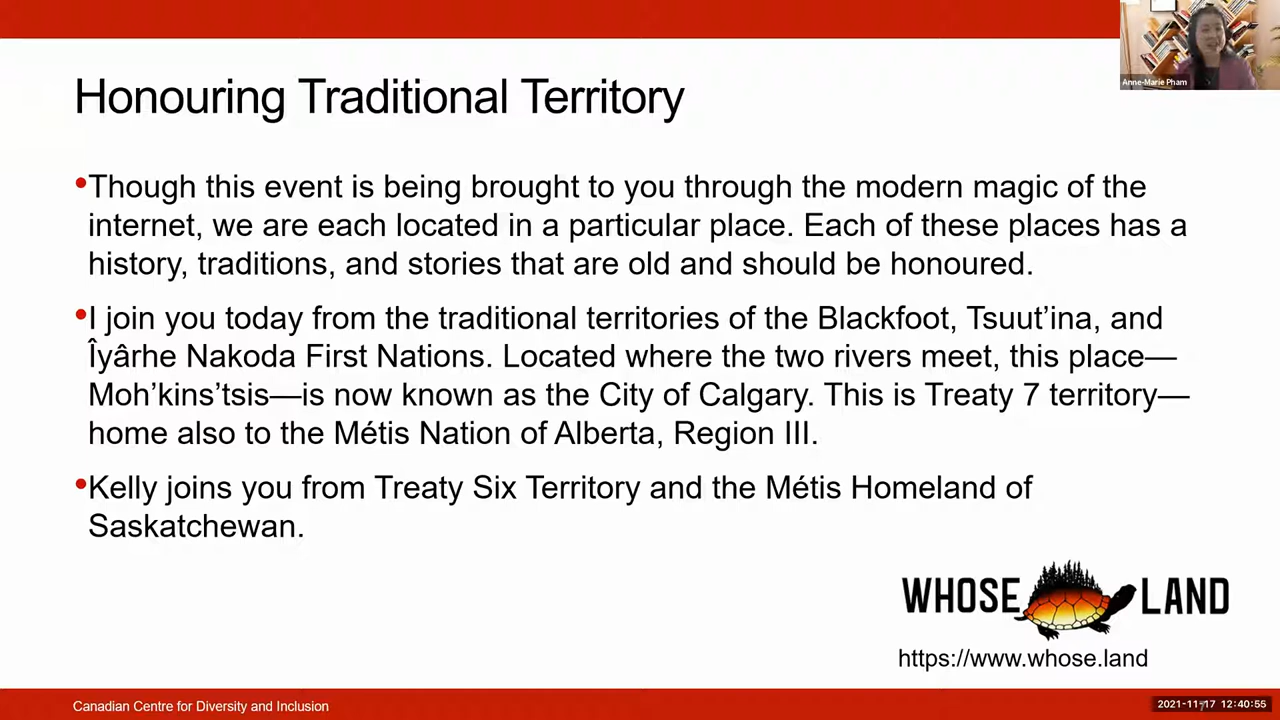 Anne-Marie Pham
Honouring Traditional Territory
•Though this event is being brought to you through the modern magic of the
internet, we are each located in a particular place. Each of these places has a
history, traditions, and stories that are old and should be honoured.
•I join you today from the traditional territories of the Blackfoot, Tsuut’ina, and
Îyârhe Nakoda First Nations. Located where the two rivers meet, this place—
Moh’kins’tsis—is now known as the City of Calgary. This is Treaty 7 territory—
home also to the Métis Nation of Alberta, Region III.
•Kelly joins you from Treaty Six Territory and the Métis Homeland of
Saskatchewan.
WHOSE LAND
https://www.whose.land
Canadian Centre for Diversity and Inclusion
2021-11-17 12:40:55